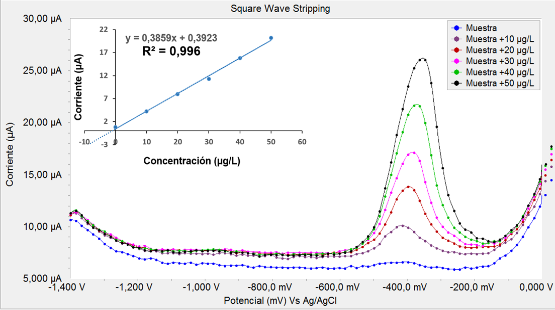 Square Wave Stripping
30,00 µA
25,00 µA
20,00 µA
15,00 µA
10,00 µA
5,000 µA
Corriente (µA)
-1,400 V
-1,200 V
-1,000 V
-800,0 mV
-600,0 mV
-400,0 mV
-200,0 mV
0,000 V
Potencial (mV) Vs Ag/AgCl
Muestra
Muestra +10 µg/L
Muestra +20 µg/L
Muestra +30 µg/L
Muestra +40 µg/L
Muestra +50 µg/L
y = 0,3859x + 0,3923
R² = 0,996
22
17
12
7
2
-3
Corriente (µA)
-10 0 10 20 30 40 50 60
Concentración (µg/L)